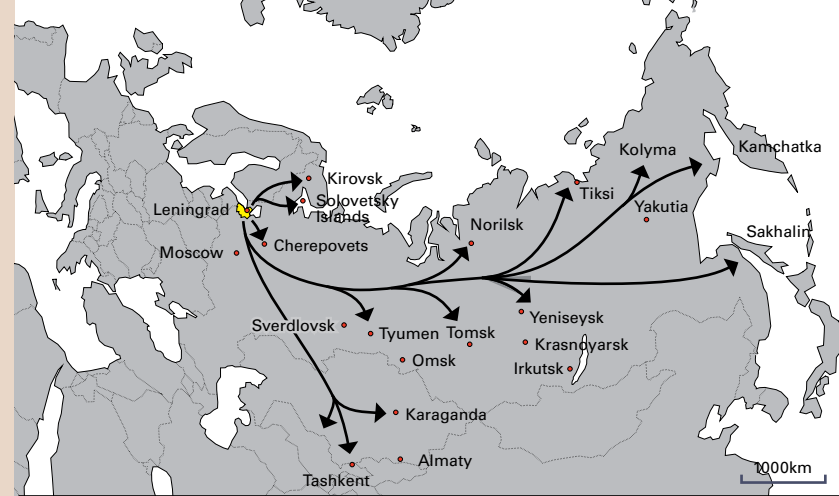 Kolyma
Kamchatka
Kirovsk
Tiksi
Solovetsky
Islands
Leningrad
Yakutia
Norilsk
Sakhalin
Cherepovets
Moscow
Yeniseysk
Sverdlovsk
Tyumen
Tomsk
Krasnoyarsk
Omsk
Irkutsk
Karaganda
Almaty
Tashkent
1000km